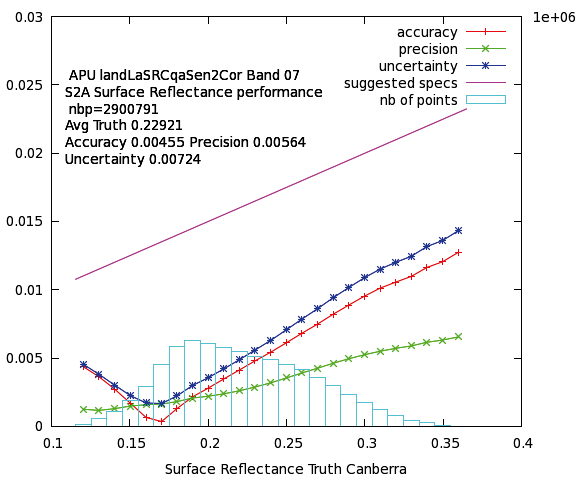 0.03
1e+06
accuracy
precision
uncertainty
suggested specs
nb of points
APU landLaSRCqaSen2Cor Band 07
S2A Surface Reflectance performance
nbp=2900791
Avg Truth 0.22921
Accuracy 0.00455 Precision 0.00564
Uncertainty 0.00724
0.025
0.02
0.015
0.01
0.005
0
0.1 0.15 0.2 0.25 0.3 0.35 0.4
Surface Reflectance Truth Canberra